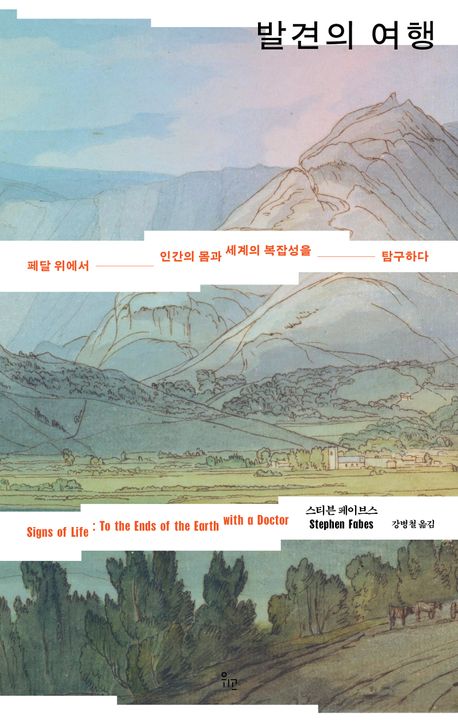 발견의 여행
페달 위에서 인간의 몸과 세계의 복잡성을 탐구하다
Signs of Life : To the Ends of the Earth with a Doctor
스티븐 페이브스
Stephen Fabes 강병철 옮김
위고